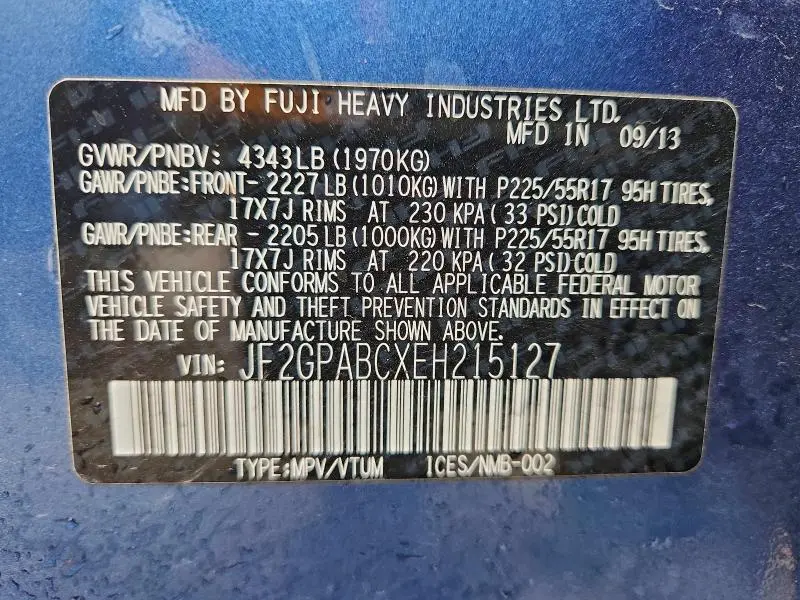 MFD BY FUJI HEAVY INDUSTRIES LTD.
MFD IN 09/13
GVWR/PNBV: 4343LB(1970KG)
GAWR/PNBE:FRONT- 2227LB(1010KG)WITH P225/55R17 95H TIRES,
17X7J RIMS AT 230 KPA( 33 PSI)COLD
GAWR/PNBE:REAR - 2205LB(1000KG)WITH P225/55R17 95H TIRES,
17X7J RIMS AT 220 KPA( 32 PSI)COLD
THIS VEHICLE CONFORMS TO ALL APPLICABLE FEDERAL MOTOR
VEHICLE SAFETY AND THEFT PREVENTION STANDARDS IN EFFECT ON
THE DATE OF MANUFACTURE SHOWN ABOVE.
VIN: JF2GPABCXEH215127
TYPE:MPV/VTUM ICES/NMB-002